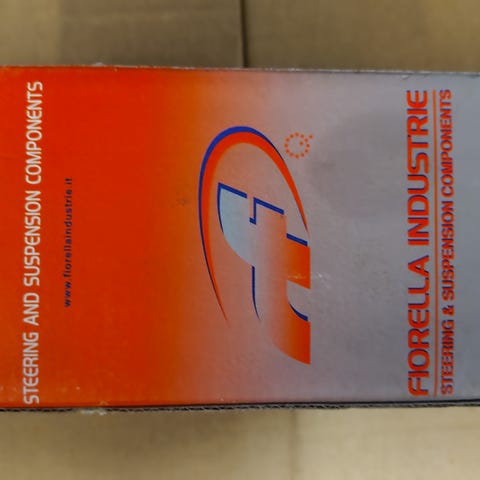 STEERING AND SUSPENSION COMPONENTS
www.fiorellaindustrie.it
FIORELLA INDUSTRIE
STEERING & SUSPENSION COMPONENTS